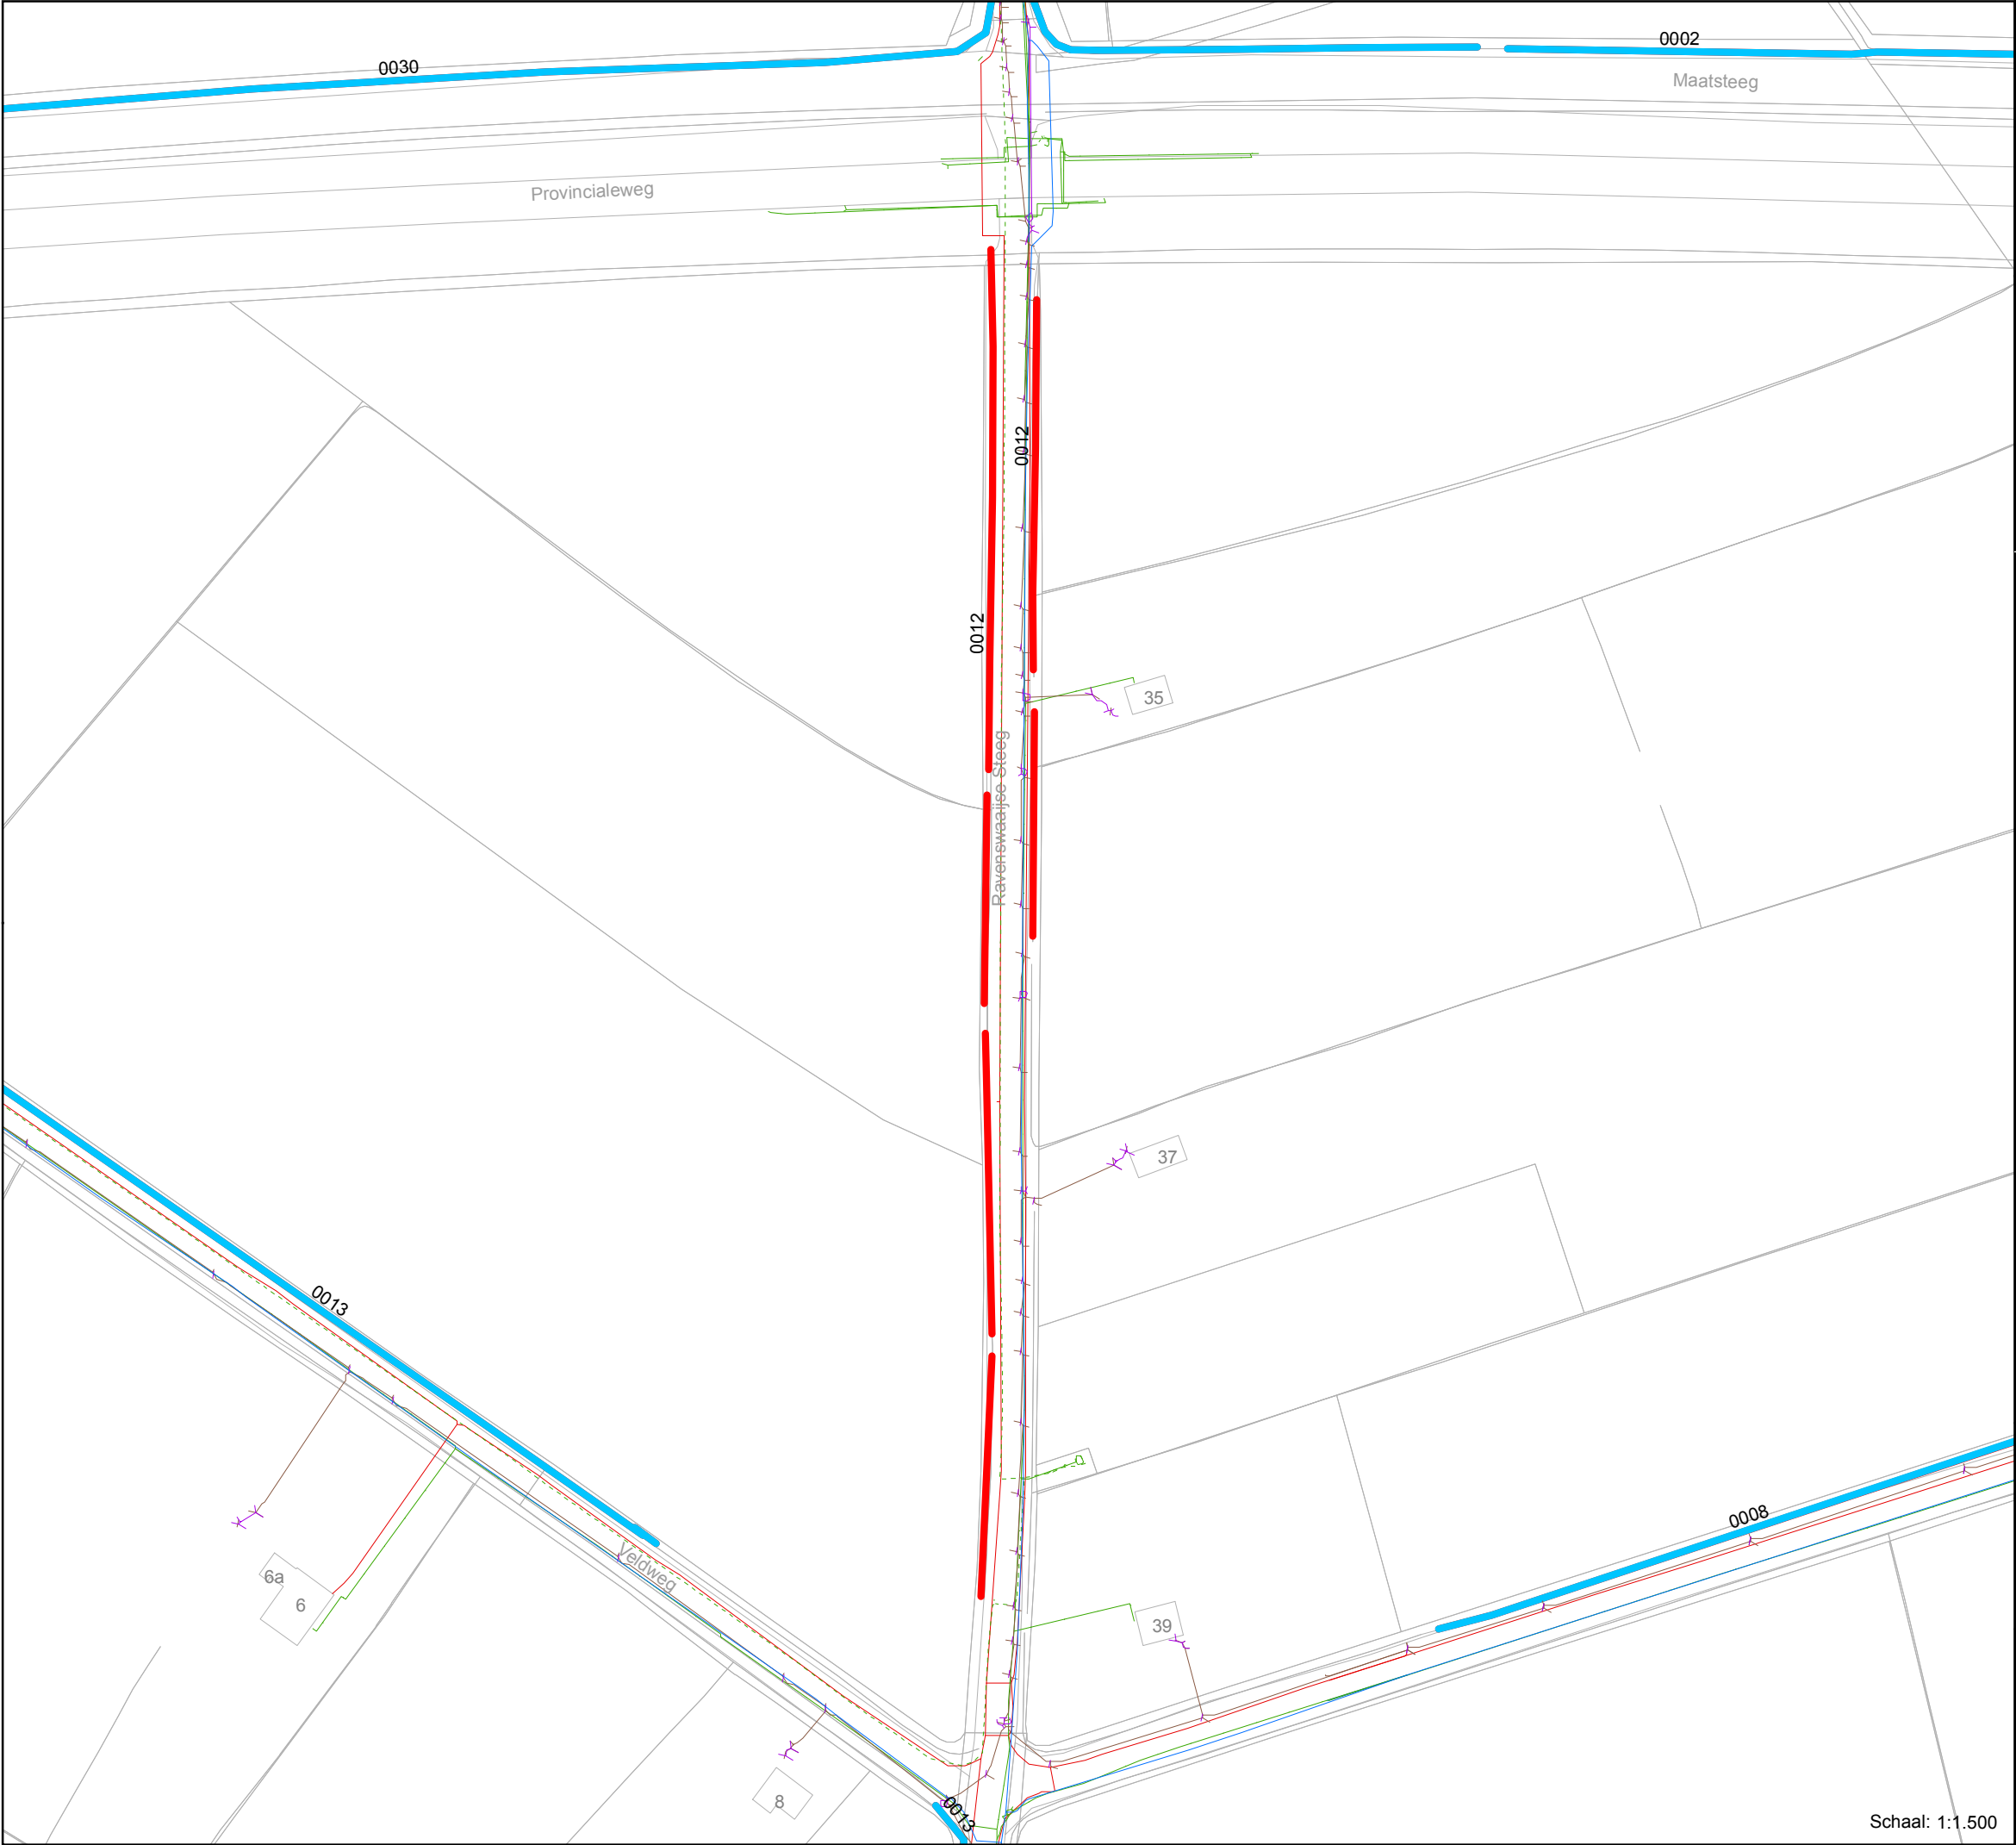 0002
0030
Maatsteeg
Provincialeweg
0012
0012
35
Ravenswaaijse Steeg
37
0013
0008
Veldweg
6a
6
39
8
0013
Schaal: 1:1.500